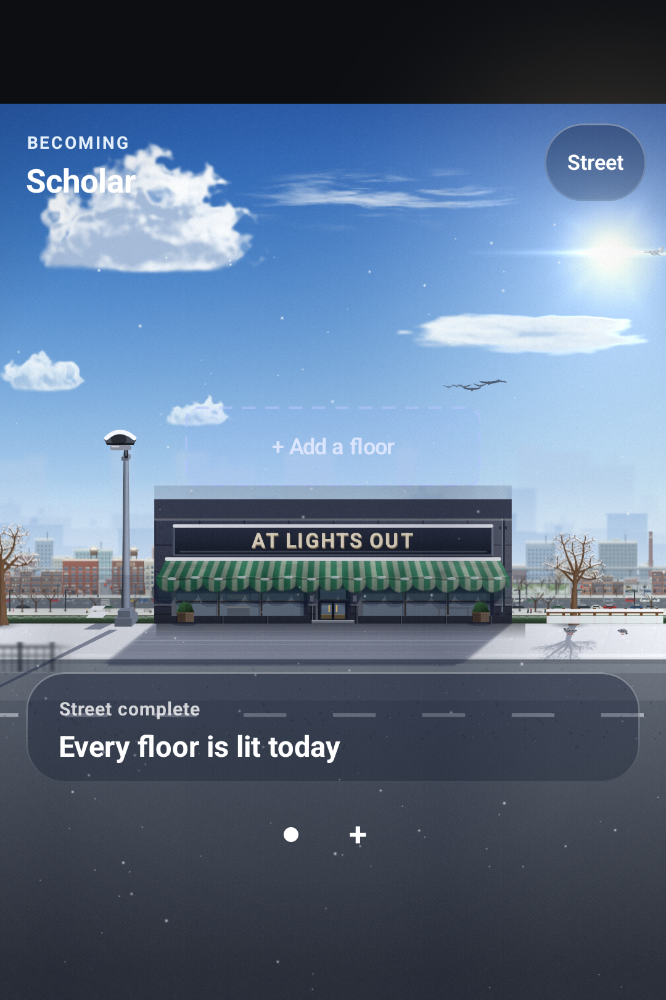 BECOMING
Scholar
Street
+ Add a floor
AT LIGHTS OUT
Street complete
Every floor is lit today
+